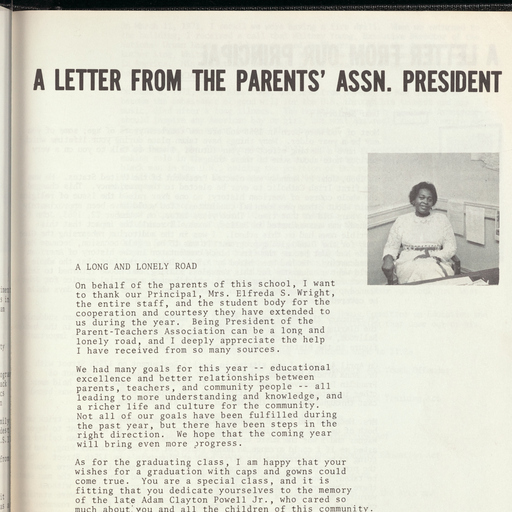 A LETTER FROM THE PARENTS' ASSN. PRESIDENT
A LONG AND LONELY ROAD
On behalf of the parents of this school, I want
to thank our Principal, Mrs. Elfreda S. Wright,
the entire staff, and the student body for the
cooperation and courtesy they have extended to
us during the year. Being President of the
Parent-Teachers Association can be a long and
lonely road, and I deeply appreciate the help
I have received from so many sources.
We had many goals for this year -- educational
excellence and better relationships between
parents, teachers, and community people -- all
leading to more understanding and knowledge, and
a richer life and culture for the community.
Not all of our goals have been fulfilled during
the past year, but there have been steps in the
right direction. We hope that the coming year
will bring even more progress.
As for the graduating class, I am happy that your
wishes for a graduation with caps and gowns could
come true. You are a special class, and it is
fitting that you dedicate yourselves to the memory
of the late Adam Clayton Powell Jr., who cared so
much about you and all the children of this community.